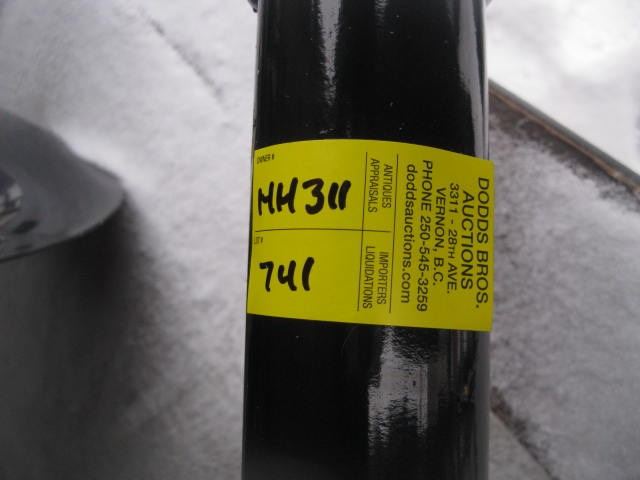 DODDS BROS.
AUCTIONS
3311 - 28TH AVE.
VERNON, B.C.
PHONE 250-545-3259
doddsauctions.com
ANTIQUES
APPRAISALS
IMPORTERS
LIQUIDATIONS
OWNER #
HH311
LOT #
741